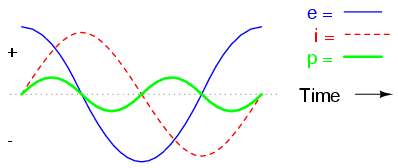 e =
i =
p =
+
Time
-